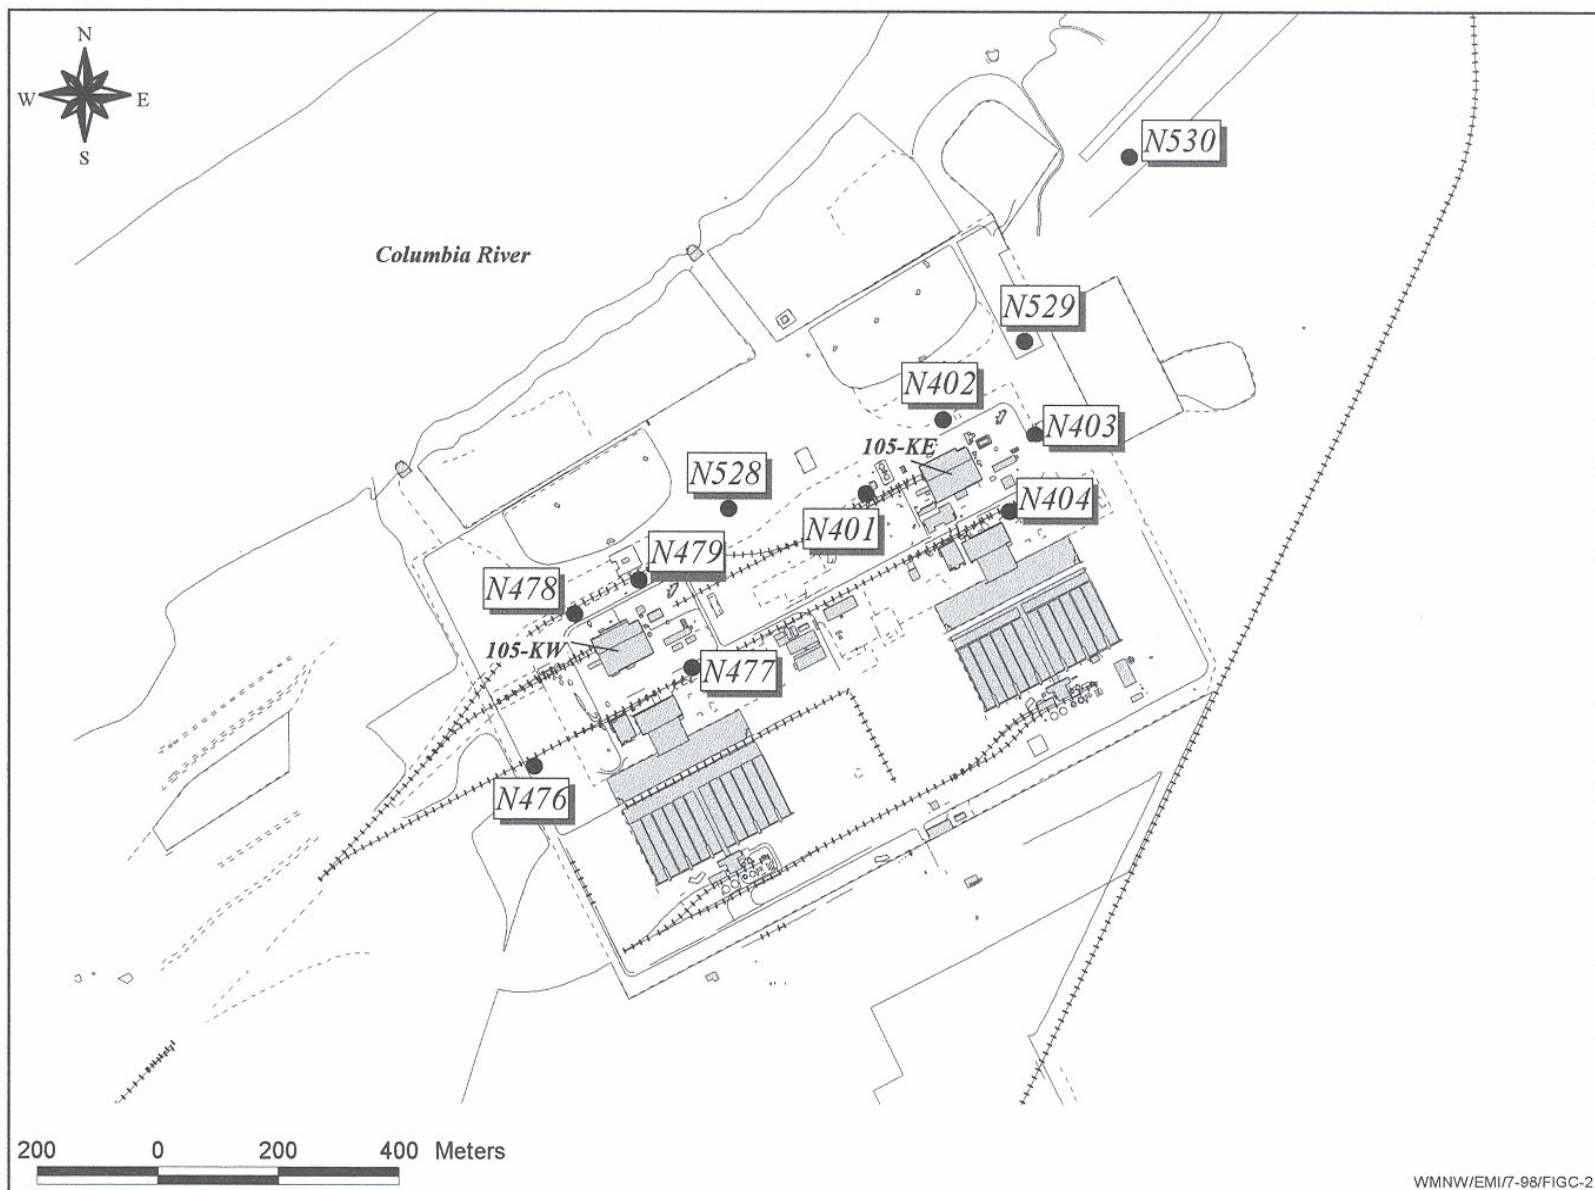 N
W E
S
N530
Columbia River
N529
N402
N403
105-KE
N528
N404
N401
N479
N478
105-KW
N477
N476
200 0 200 400 Meters
WMNW/EMI/7-98/FIGC-2